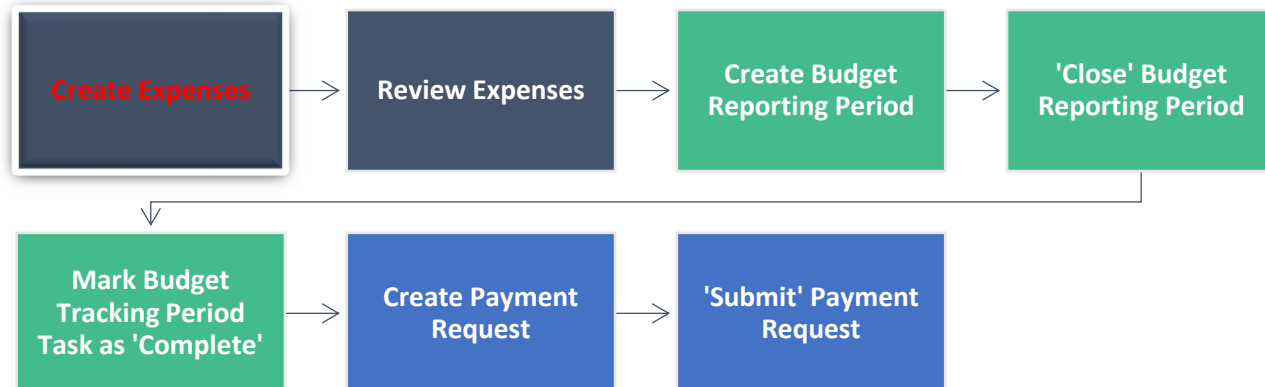 Create Expenses
Review Expenses
Create Budget
Reporting Period
'Close' Budget
Reporting Period
Mark Budget
Tracking Period
Task as 'Complete'
Create Payment
Request
'Submit' Payment
Request